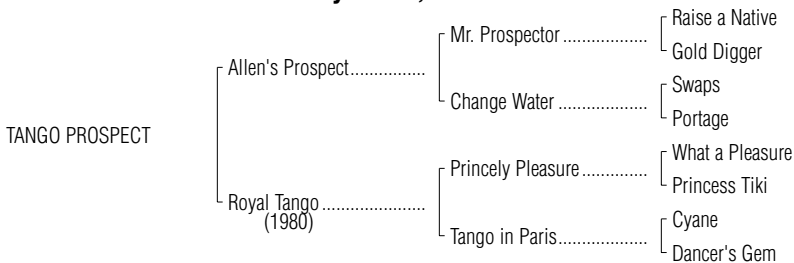 Raise a Native
Mr. Prospector ..................
Gold Digger
Allen's Prospect................
Swaps
Change Water ...................
Portage
TANGO PROSPECT
What a Pleasure
Princely Pleasure ..............
Princess Tiki
Royal Tango ......................
(1980)
Cyane
Tango in Paris...................
Dancer's Gem